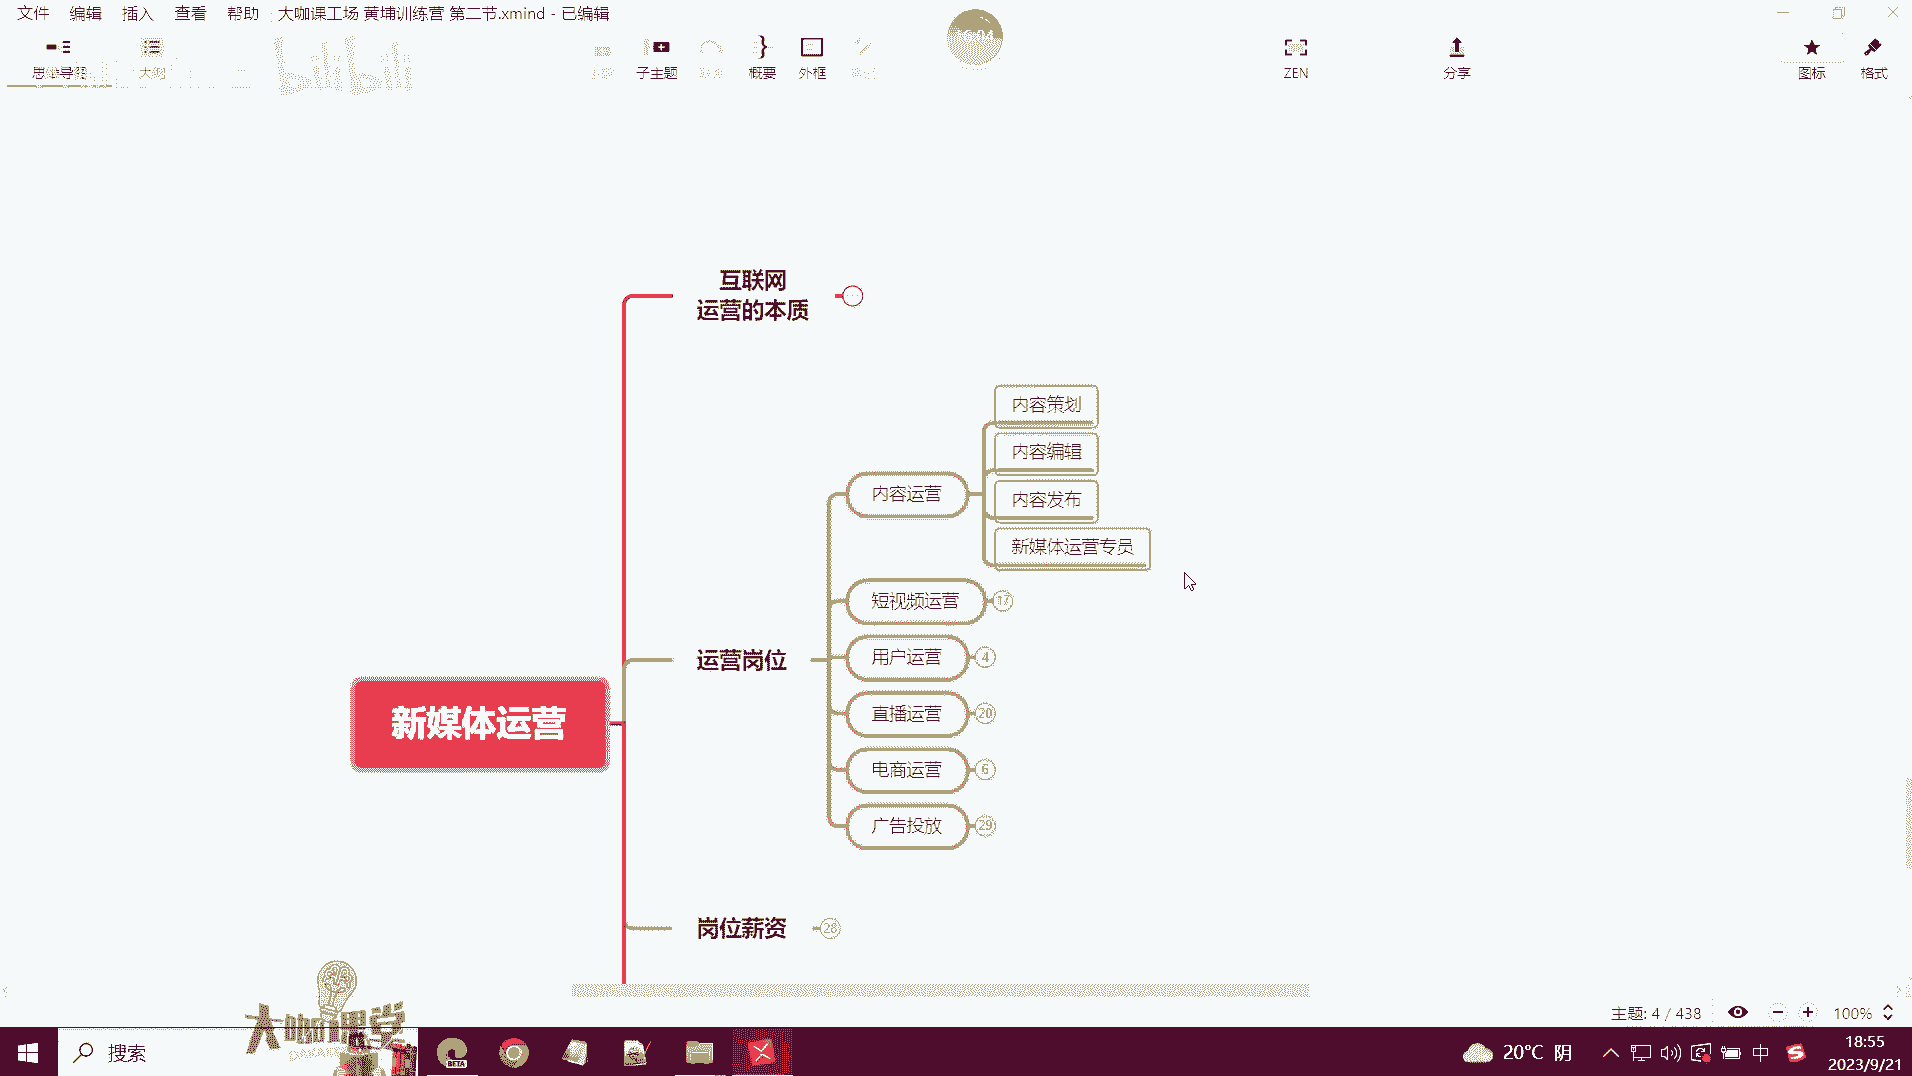 文件 编辑 插入 查看 帮助 大咖课工场 黄埔训练营 第二节.xmind - 已编辑
思维导图 大纲 bilibili 子主题 概要 外框 ZEN 分享 图标 格式
互联网
运营的本质
内容策划
内容编辑
内容运营
内容发布
新媒体运营专员
短视频运营 17
运营岗位
用户运营 4
新媒体运营
直播运营 20
电商运营 6
广告投放 29
岗位薪资 28
主题: 4 / 438 100%
大咖课堂
搜索
BETA
20°C 阴
中
18:55
2023/9/21